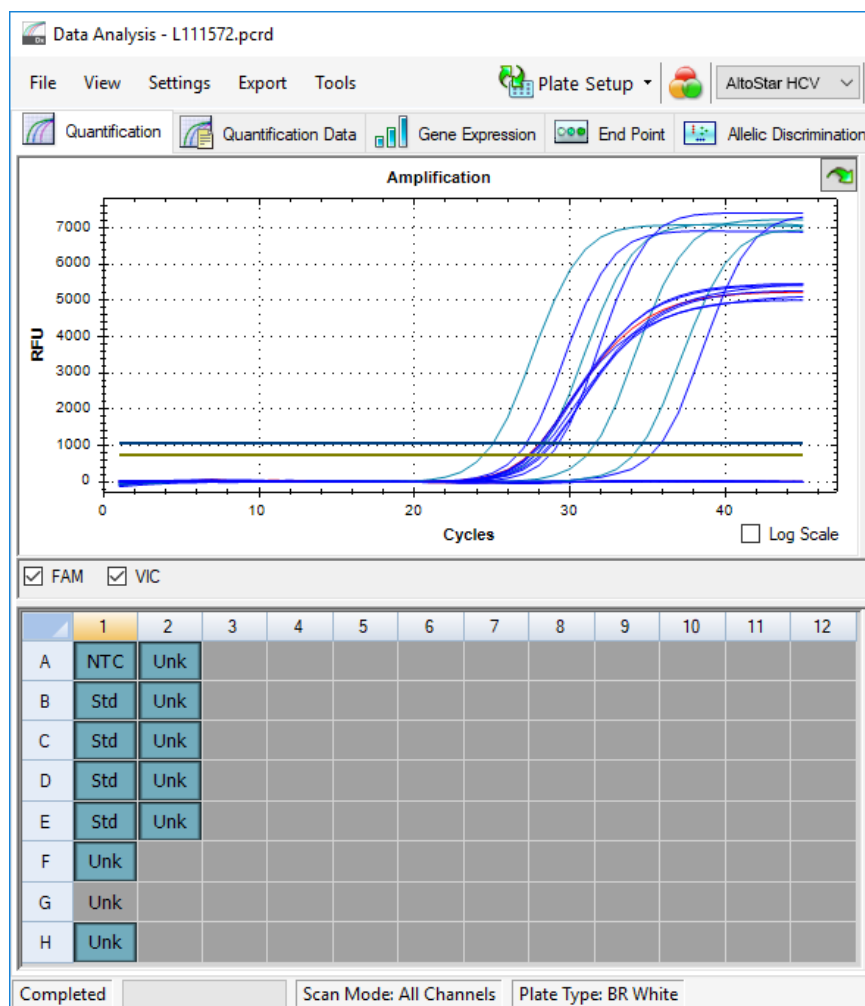 Data Analysis - L111572.pcrd
File View Settings Export Tools Plate Setup AltoStar HCV
Quantification Quantification Data Gene Expression End Point Allelic Discrimination
Amplification
7000
6000
5000
4000
3000
2000
1000
0
RFU
0 10 20 30 40
Cycles
Log Scale
FAM VIC
1 2 3 4 5 6 7 8 9 10 11 12
A NTC Unk
B Std Unk
C Std Unk
D Std Unk
E Std Unk
F Unk
G Unk
H Unk
Completed Scan Mode: All Channels Plate Type: BR White